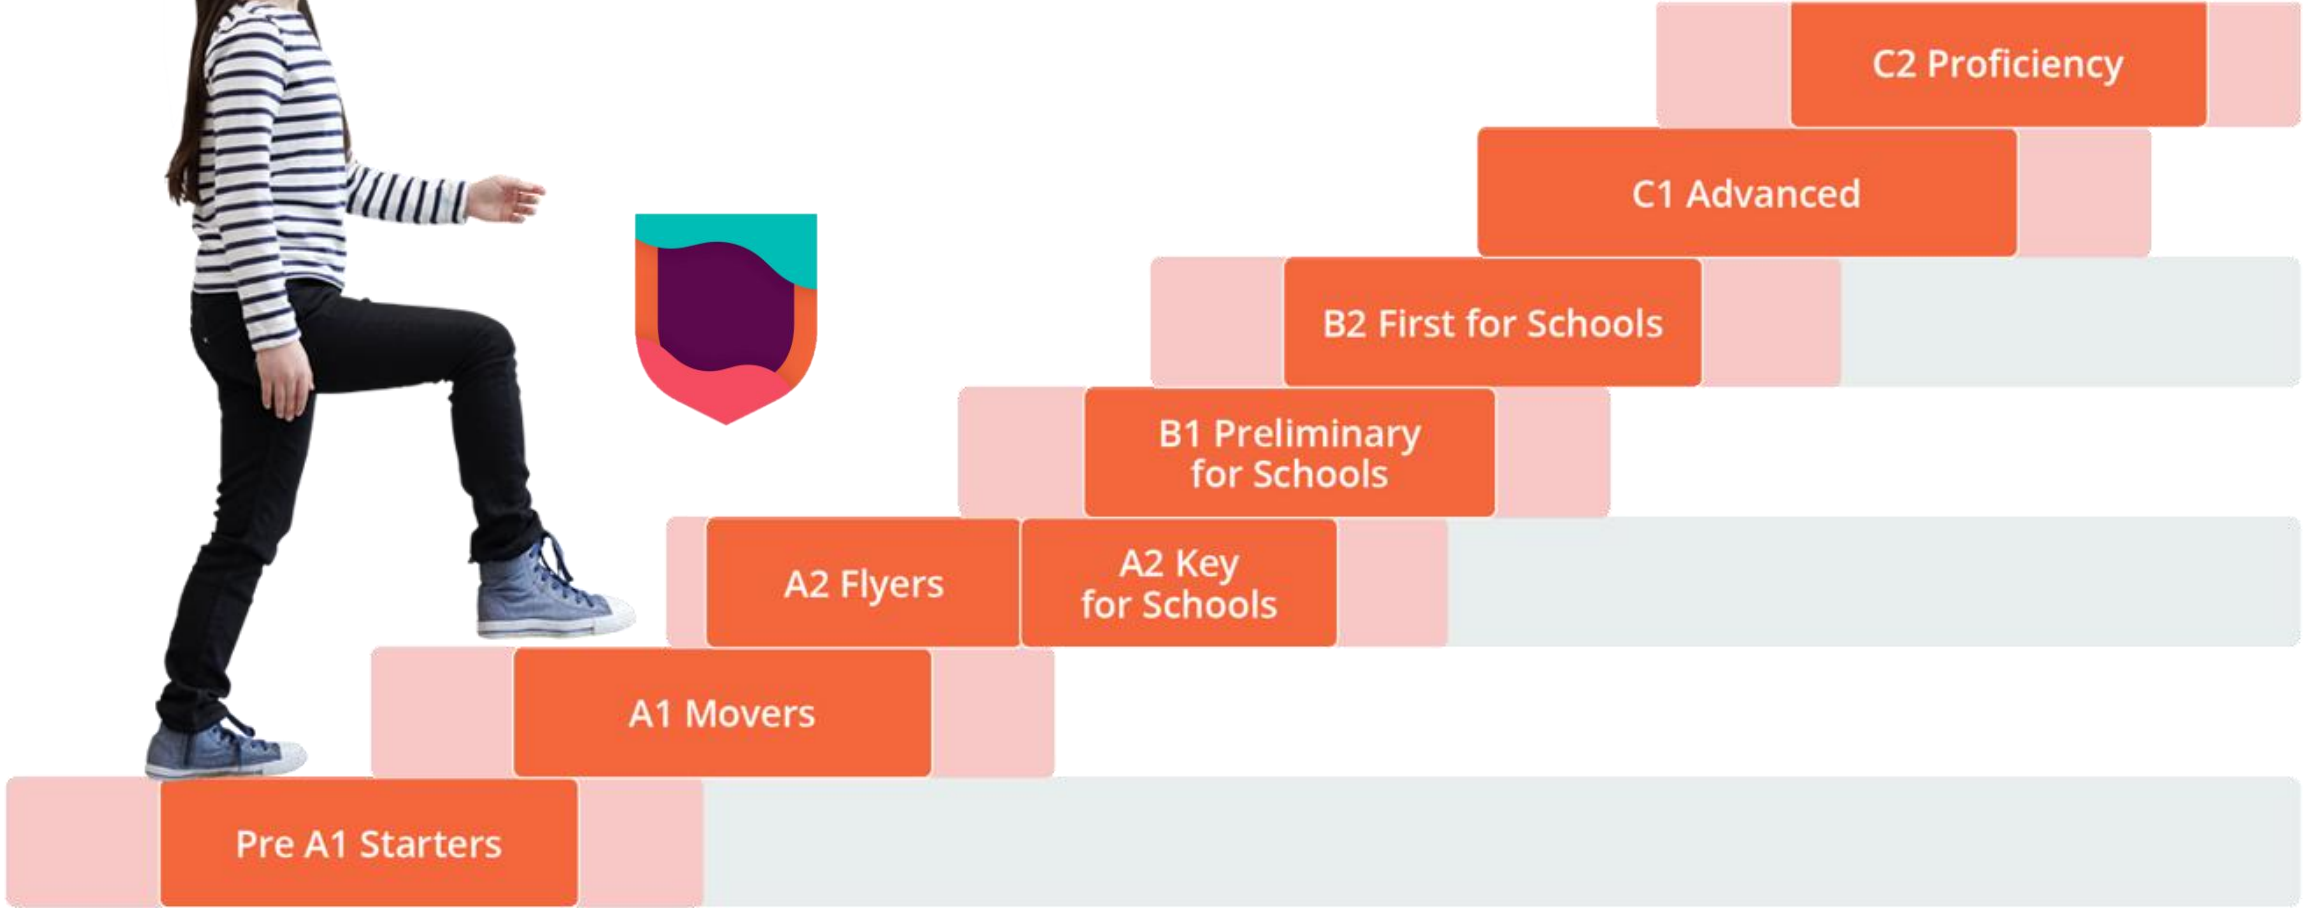 C2 Proficiency
C1 Advanced
B2 First for Schools
B1 Preliminary
for Schools
A2 Flyers
A2 Key
for Schools
A1 Movers
Pre A1 Starters